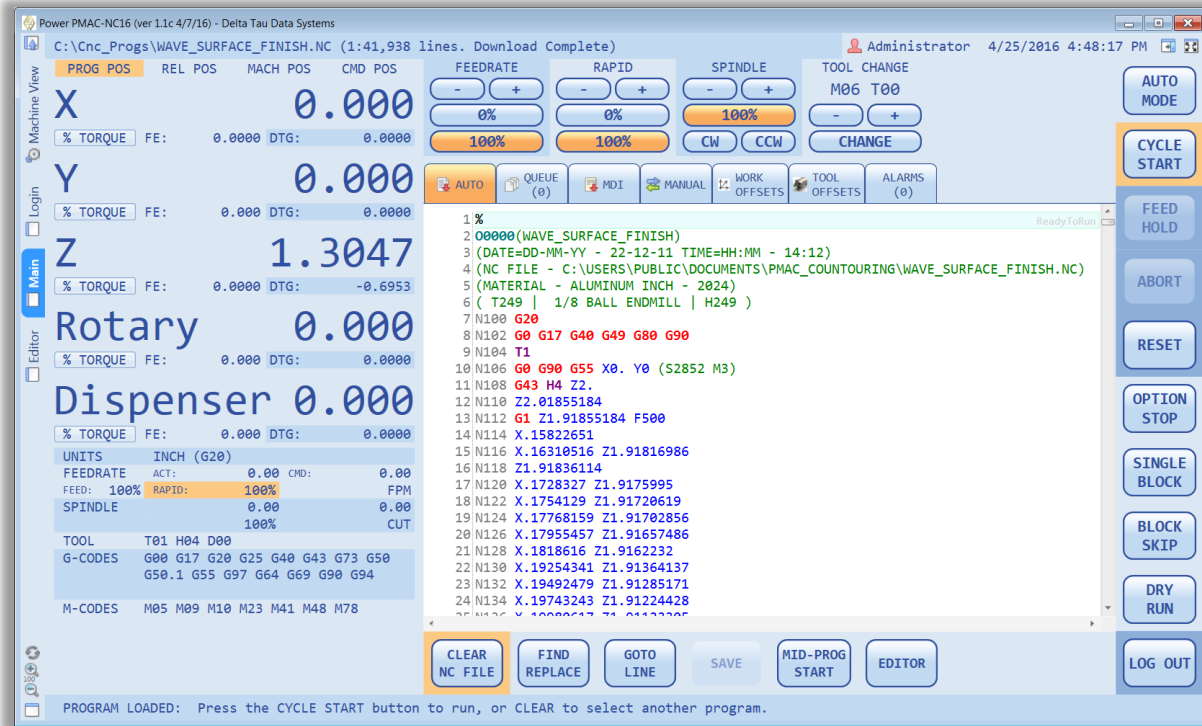 Power PMAC-NC16 (ver 1.1c 4/7/16) - Delta Tau Data Systems
C:\Cnc_Progs\WAVE_SURFACE_FINISH.NC (1:41,938 lines. Download Complete)
Administrator 4/25/2016 4:48:17 PM
Machine View
Login
Main
Editor
100
PROG POS REL POS MACH POS CMD POS
X 0.000
% TORQUE FE: 0.0000 DTG: 0.0000
Y 0.000
% TORQUE FE: 0.000 DTG: 0.0000
Z 1.3047
% TORQUE FE: 0.0000 DTG: -0.6953
Rotary 0.000
% TORQUE FE: 0.000 DTG: 0.0000
Dispenser 0.000
% TORQUE FE: 0.000 DTG: 0.0000
UNITS INCH (G20)
FEEDRATE ACT: 0.00 CMD: 0.00
FEED: 100% RAPID: 100% FPM
SPINDLE 0.00 0.00
100% CUT
TOOL T01 H04 D00
G-CODES G00 G17 G20 G25 G40 G43 G73 G50
G50.1 G55 G97 G64 G69 G90 G94
M-CODES M05 M09 M10 M23 M41 M48 M78
FEEDRATE RAPID SPINDLE TOOL CHANGE
- + - + - + M06 T00
0% 0% 100% - +
100% 100% CW CCW CHANGE
AUTO QUEUE (0) MDI MANUAL WORK OFFSETS TOOL OFFSETS ALARMS (0)
ReadyToRun
1 %
2 O0000(WAVE_SURFACE_FINISH)
3 (DATE=DD-MM-YY - 22-12-11 TIME=HH:MM - 14:12)
4 (NC FILE - C:\USERS\PUBLIC\DOCUMENTS\PMAC_COUNTOURING\WAVE_SURFACE_FINISH.NC)
5 (MATERIAL - ALUMINUM INCH - 2024)
6 ( T249 | 1/8 BALL ENDMILL | H249 )
7 N100 G20
8 N102 G0 G17 G40 G49 G80 G90
9 N104 T1
10 N106 G0 G90 G55 X0. Y0 (S2852 M3)
11 N108 G43 H4 Z2.
12 N110 Z2.01855184
13 N112 G1 Z1.91855184 F500
14 N114 X.15822651
15 N116 X.16310516 Z1.91816986
16 N118 Z1.91836114
17 N120 X.1728327 Z1.9175995
18 N122 X.1754129 Z1.91720619
19 N124 X.17768159 Z1.91702856
20 N126 X.17955457 Z1.91657486
21 N128 X.1818616 Z1.9162232
22 N130 X.19254341 Z1.91364137
23 N132 X.19492479 Z1.91285171
24 N134 X.19743243 Z1.91224428
AUTO MODE
CYCLE START
FEED HOLD
ABORT
RESET
OPTION STOP
SINGLE BLOCK
BLOCK SKIP
DRY RUN
LOG OUT
CLEAR NC FILE
FIND REPLACE
GOTO LINE
SAVE
MID-PROG START
EDITOR
PROGRAM LOADED: Press the CYCLE START button to run, or CLEAR to select another program.